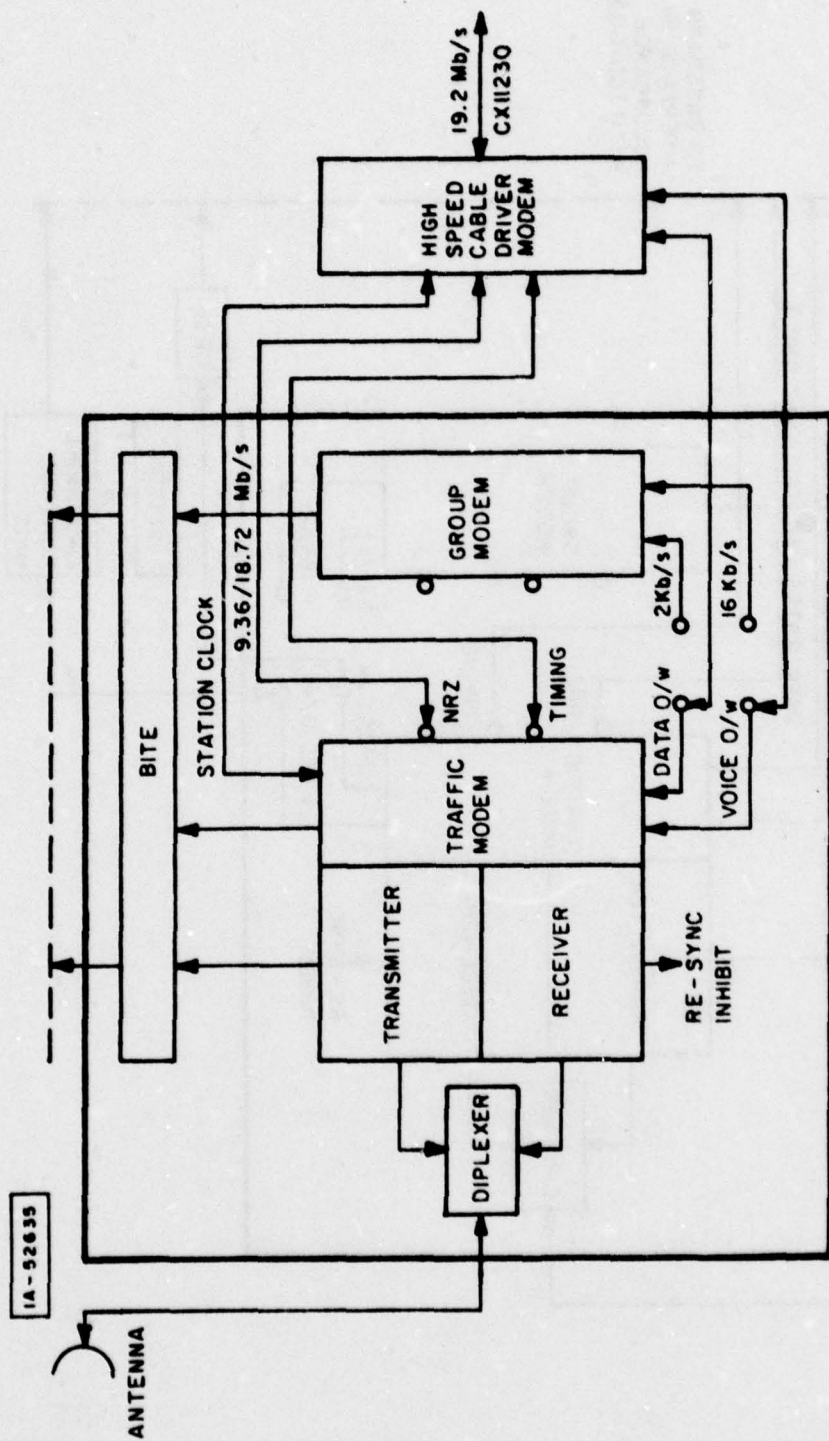 IA-52635
ANTENNA
DIPLEXER
TRANSMITTER
RECEIVER
TRAFFIC
MODEM
RE-SYNC
INHIBIT
BITE
STATION CLOCK
9.36/18.72 Mb/s
NRZ
TIMING
GROUP
MODEM
DATA O/W
VOICE O/W
2Kb/s
16 Kb/s
HIGH
SPEED
CABLE
DRIVER
MODEM
19.2 Mb/s
CX11230